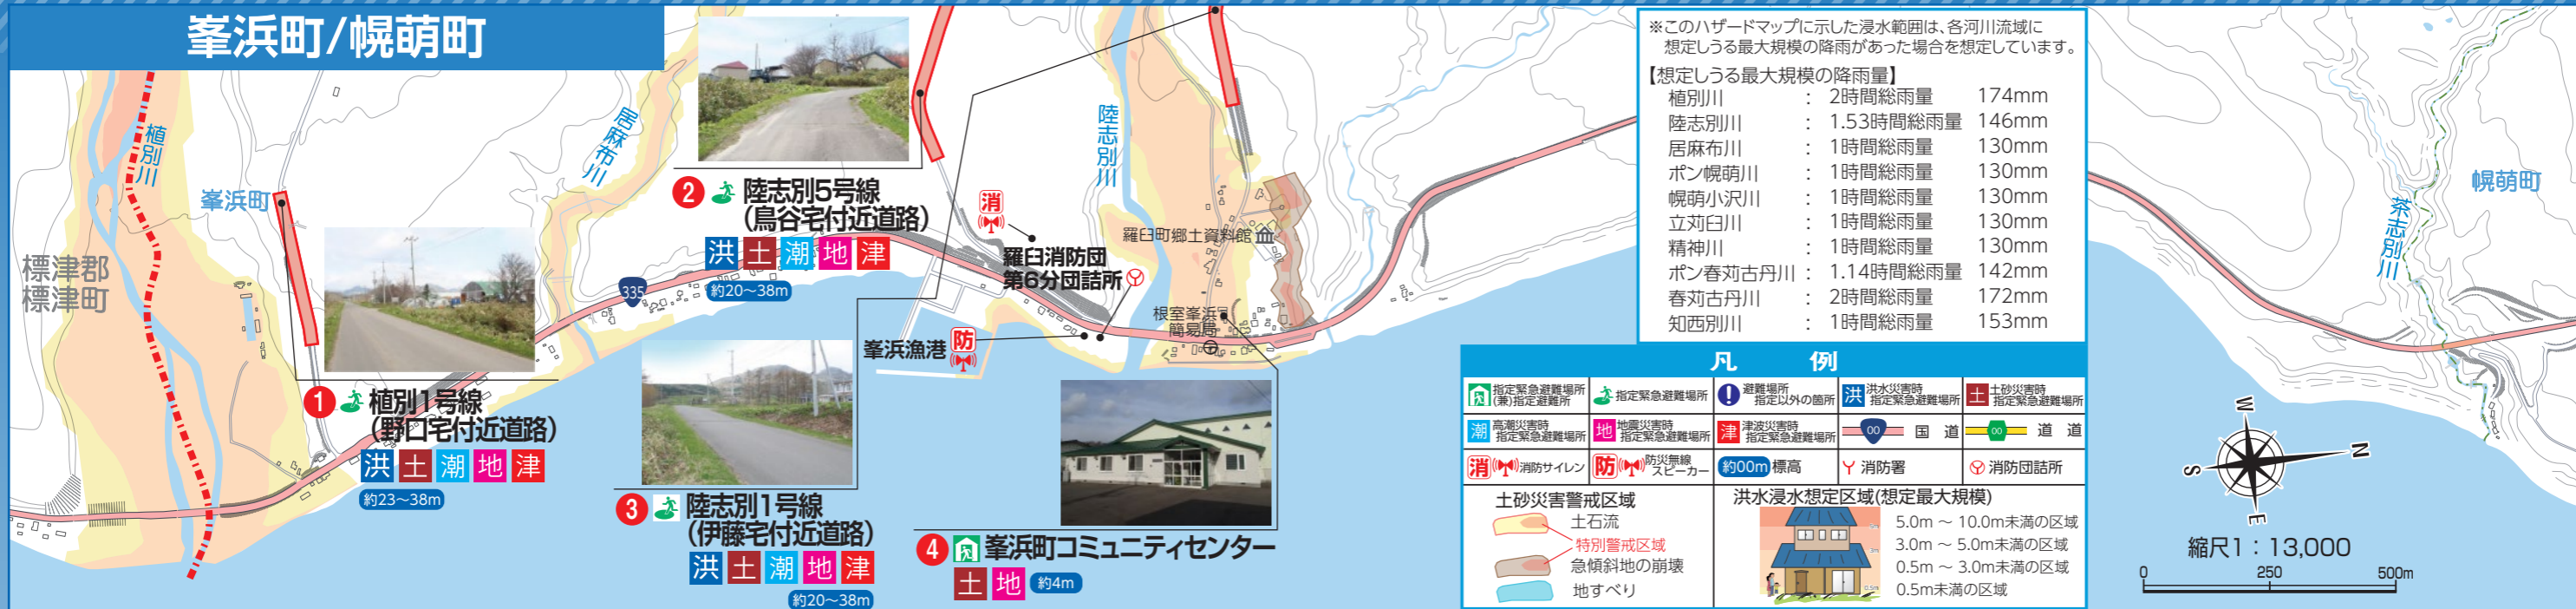 峯浜町/幌萌町
植別川
峯浜町
標津郡
標津町
居麻布川
335
陸志別川
羅臼町郷土資料館
消
羅臼消防団
第6分団詰所
根室峯浜
簡易局
峯浜漁港
防
1 植別1号線
(野口宅付近道路)
洪 土 潮 地 津
約23〜38m
2 陸志別5号線
(鳥谷宅付近道路)
洪 土 潮 地 津
約20〜38m
3 陸志別1号線
(伊藤宅付近道路)
洪 土 潮 地 津
約20〜38m
4 峯浜町コミュニティセンター
土 地 約4m
※このハザードマップに示した浸水範囲は、各河川流域に
想定しうる最大規模の降雨があった場合を想定しています。
【想定しうる最大規模の降雨量】
植別川 : 2時間総雨量 174mm
陸志別川 : 1.53時間総雨量 146mm
居麻布川 : 1時間総雨量 130mm
ポン幌萌川 : 1時間総雨量 130mm
幌萌小沢川 : 1時間総雨量 130mm
立苅臼川 : 1時間総雨量 130mm
精神川 : 1時間総雨量 130mm
ポン春苅古丹川 : 1.14時間総雨量 142mm
春苅古丹川 : 2時間総雨量 172mm
知西別川 : 1時間総雨量 153mm
凡 例
指定緊急避難場所
(兼)指定避難所
指定緊急避難場所
避難場所
指定以外の箇所
洪 洪水災害時
指定緊急避難場所
土 土砂災害時
指定緊急避難場所
潮 高潮災害時
指定緊急避難場所
地 地震災害時
指定緊急避難場所
津 津波災害時
指定緊急避難場所
00 国 道
00 道 道
消 消防サイレン
防 防災無線
スピーカー
約00m 標高
消防署
消防団詰所
土砂災害警戒区域
土石流
特別警戒区域
急傾斜地の崩壊
地すべり
洪水浸水想定区域(想定最大規模)
5.0m 〜 10.0m未満の区域
3.0m 〜 5.0m未満の区域
0.5m 〜 3.0m未満の区域
0.5m未満の区域
5m
3m
0.5m
幌萌町
茶志別川
W
N
S
E
縮尺1:13,000
0 250 500m